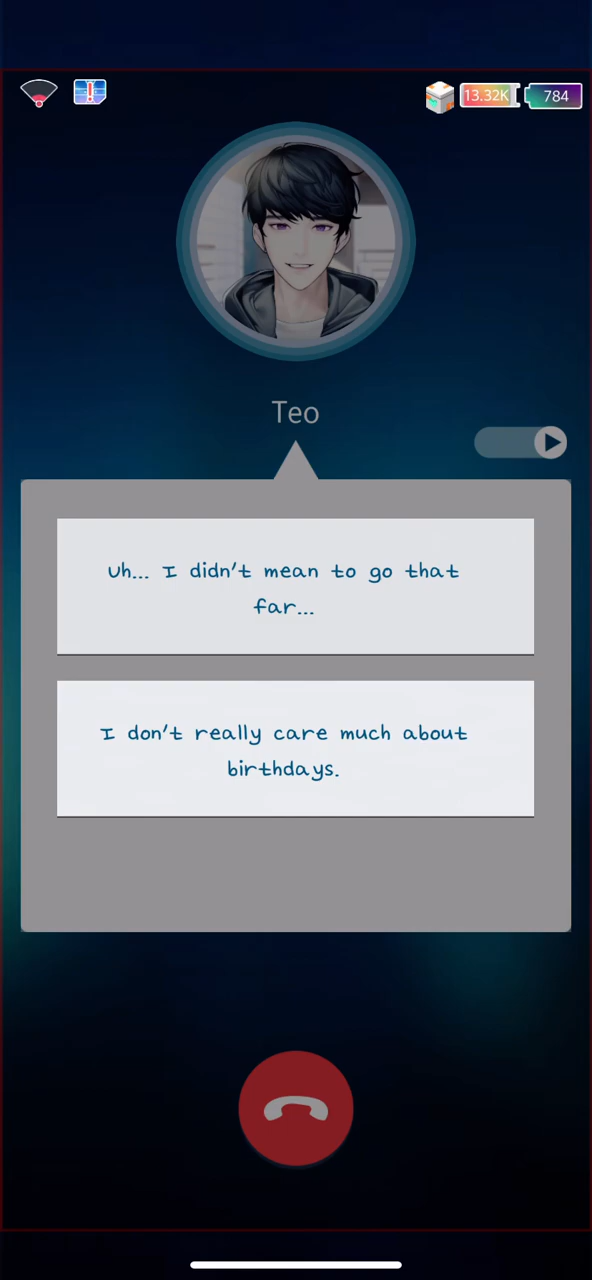 13.32K 784
Teo
Uh... I didn't mean to go that
far...
I don't really care much about
birthdays.